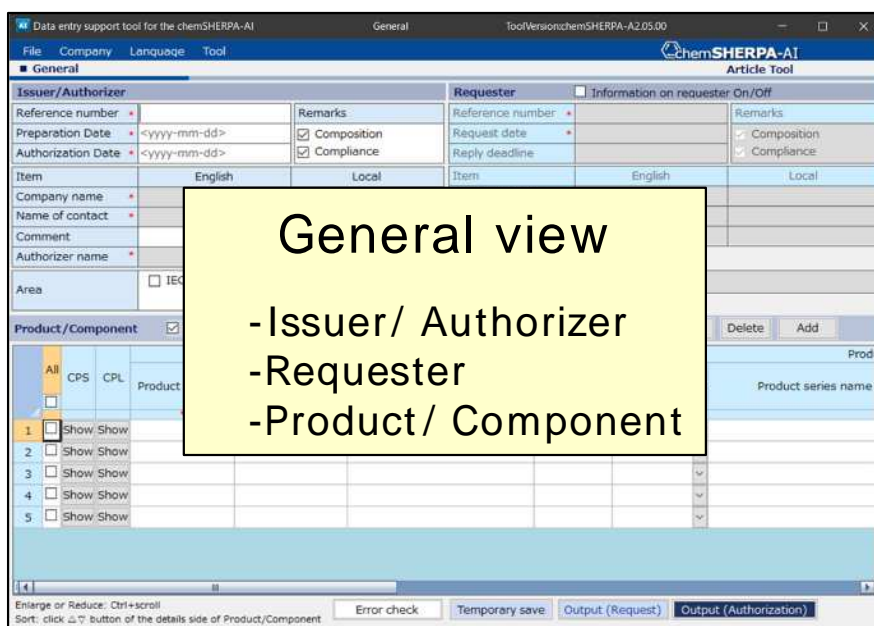 AI Data entry support tool for the chemSHERPA-AI General ToolVersion:chemSHERPA-A2.05.00
File Company Language Tool chemSHERPA-AI
■ General Article Tool
Issuer/Authorizer Requester Information on requester On/Off
Reference number * Remarks Reference number * Remarks
Preparation Date * <yyyy-mm-dd> Composition Request date * Composition
Authorization Date * <yyyy-mm-dd> Compliance Reply deadline Compliance
Item English Local Item English Local
Company name *
Name of contact *
Comment
Authorizer name *
Area IEC
General view
-Issuer/ Authorizer
-Requester
-Product/ Component
Product/Component Delete Add
All CPS CPL Product Product series name
1 Show Show
2 Show Show
3 Show Show
4 Show Show
5 Show Show
Enlarge or Reduce: Ctrl+scroll
Sort: click △▽ button of the details side of Product/Component
Error check Temporary save Output (Request) Output (Authorization)